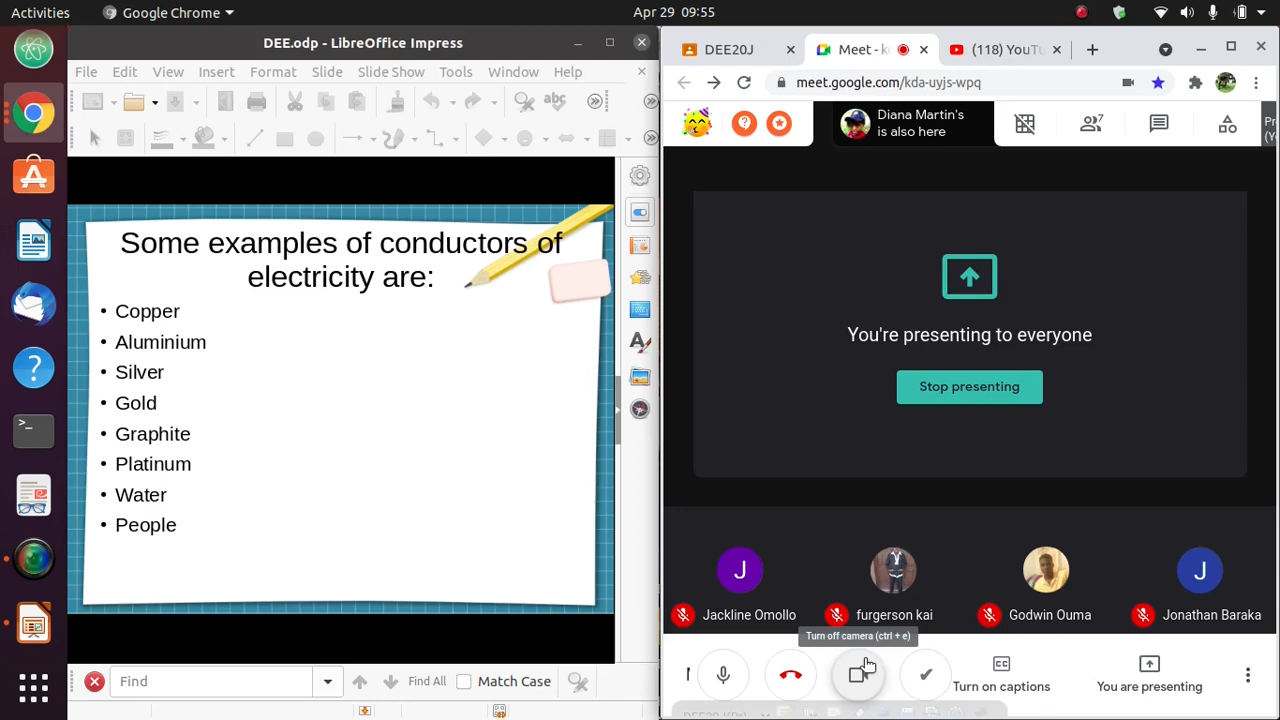 Activities
Google Chrome
Apr 29 09:55
DEE.odp - LibreOffice Impress
File Edit View Insert Format Slide Slide Show Tools Window Help
Some examples of conductors of
electricity are:
• Copper
• Aluminium
• Silver
• Gold
• Graphite
• Platinum
• Water
• People
Find
Find All
Match Case
DEE20J
Meet - k
(118) YouTu
meet.google.com/kda-uyjs-wpq
Diana Martin's
is also here
7
You're presenting to everyone
Stop presenting
J
J
Jackline Omollo
furgerson kai
Godwin Ouma
Jonathan Baraka
Turn off camera (ctrl + e)
Turn on captions
You are presenting